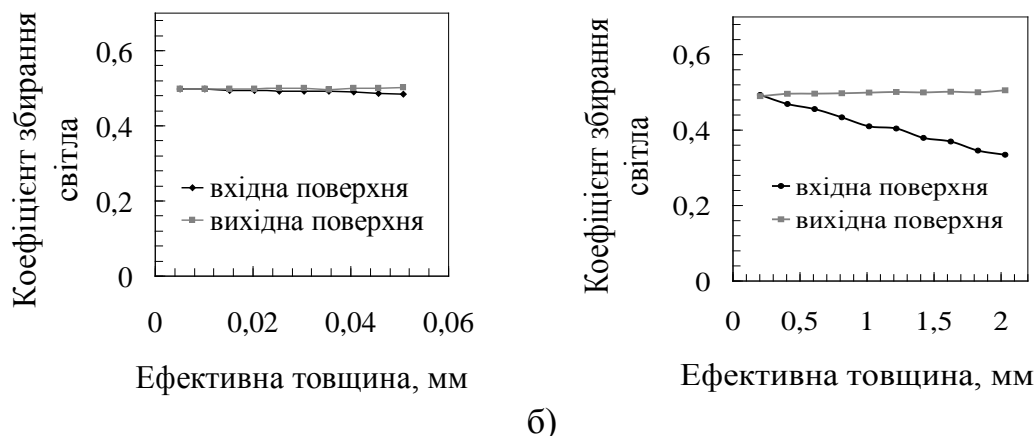 Коефіцієнт збирання
світла
0,6
0,4
0,2
0
вхідна поверхня
вихідна поверхня
0 0,02 0,04 0,06
Ефективна товщина, мм
Коефіцієнт збирання
світла
0,6
0,4
0,2
0
вхідна поверхня
вихідна поверхня
0 0,5 1 1,5 2
Ефективна товщина, мм
б)